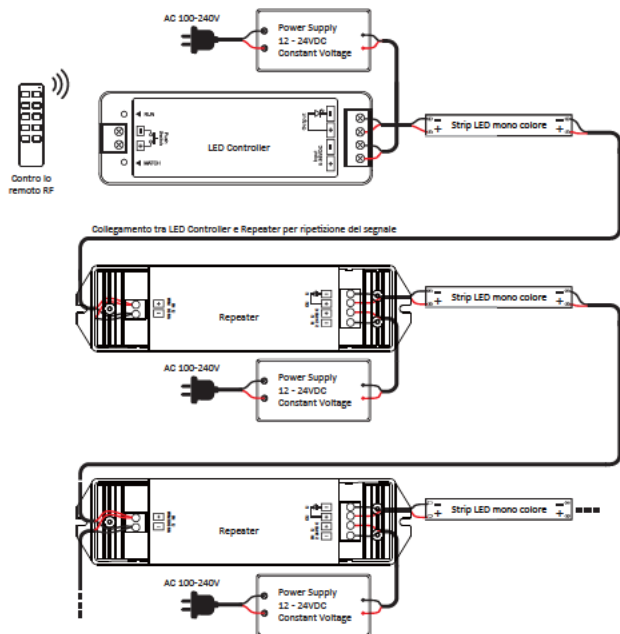 AC 100-240V
Power Supply
12 - 24VDC
Constant Voltage
RUN
Push
Output
LED Controller
Input
MATCH
Strip LED mono colore
- -
+ +
Contro lo
remoto RF
Collegamento tra LED Controller e Repeater per ripetizione del segnale
Repeater
Strip LED mono colore
- -
+ +
AC 100-240V
Power Supply
12 - 24VDC
Constant Voltage
Repeater
Strip LED mono colore
- -
+ +
AC 100-240V
Power Supply
12 - 24VDC
Constant Voltage